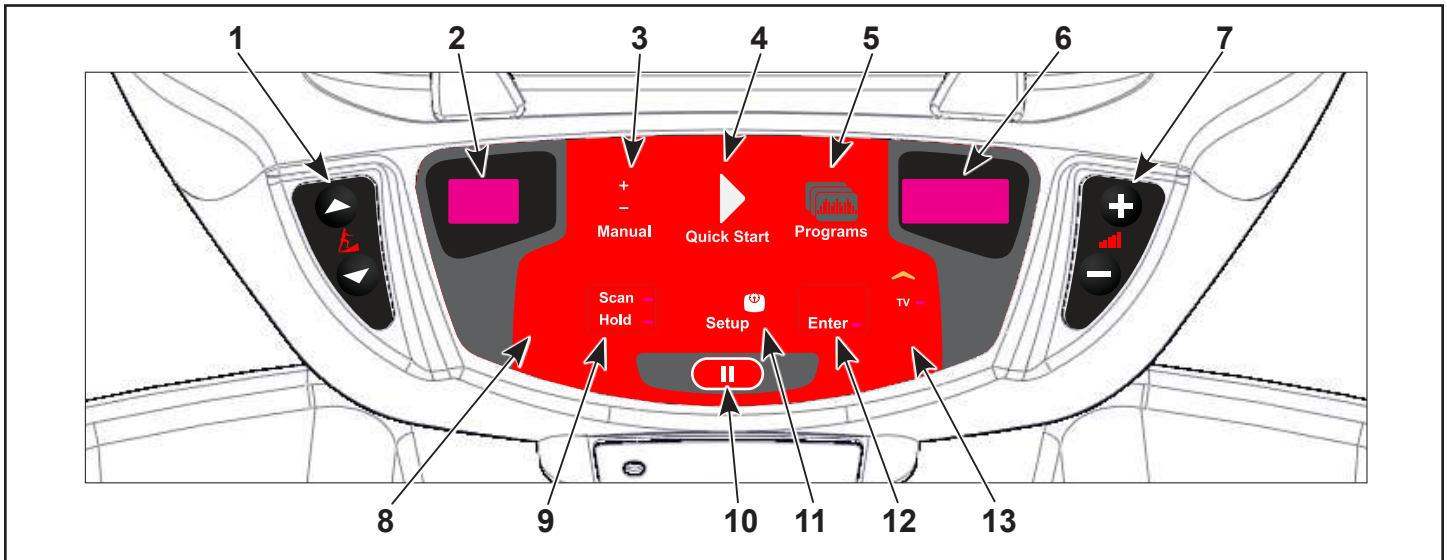 1 2 3 4 5 6 7
+
−
Manual Quick Start Programs
Scan
Hold
Setup
Enter
TV
8 9 10 11 12 13